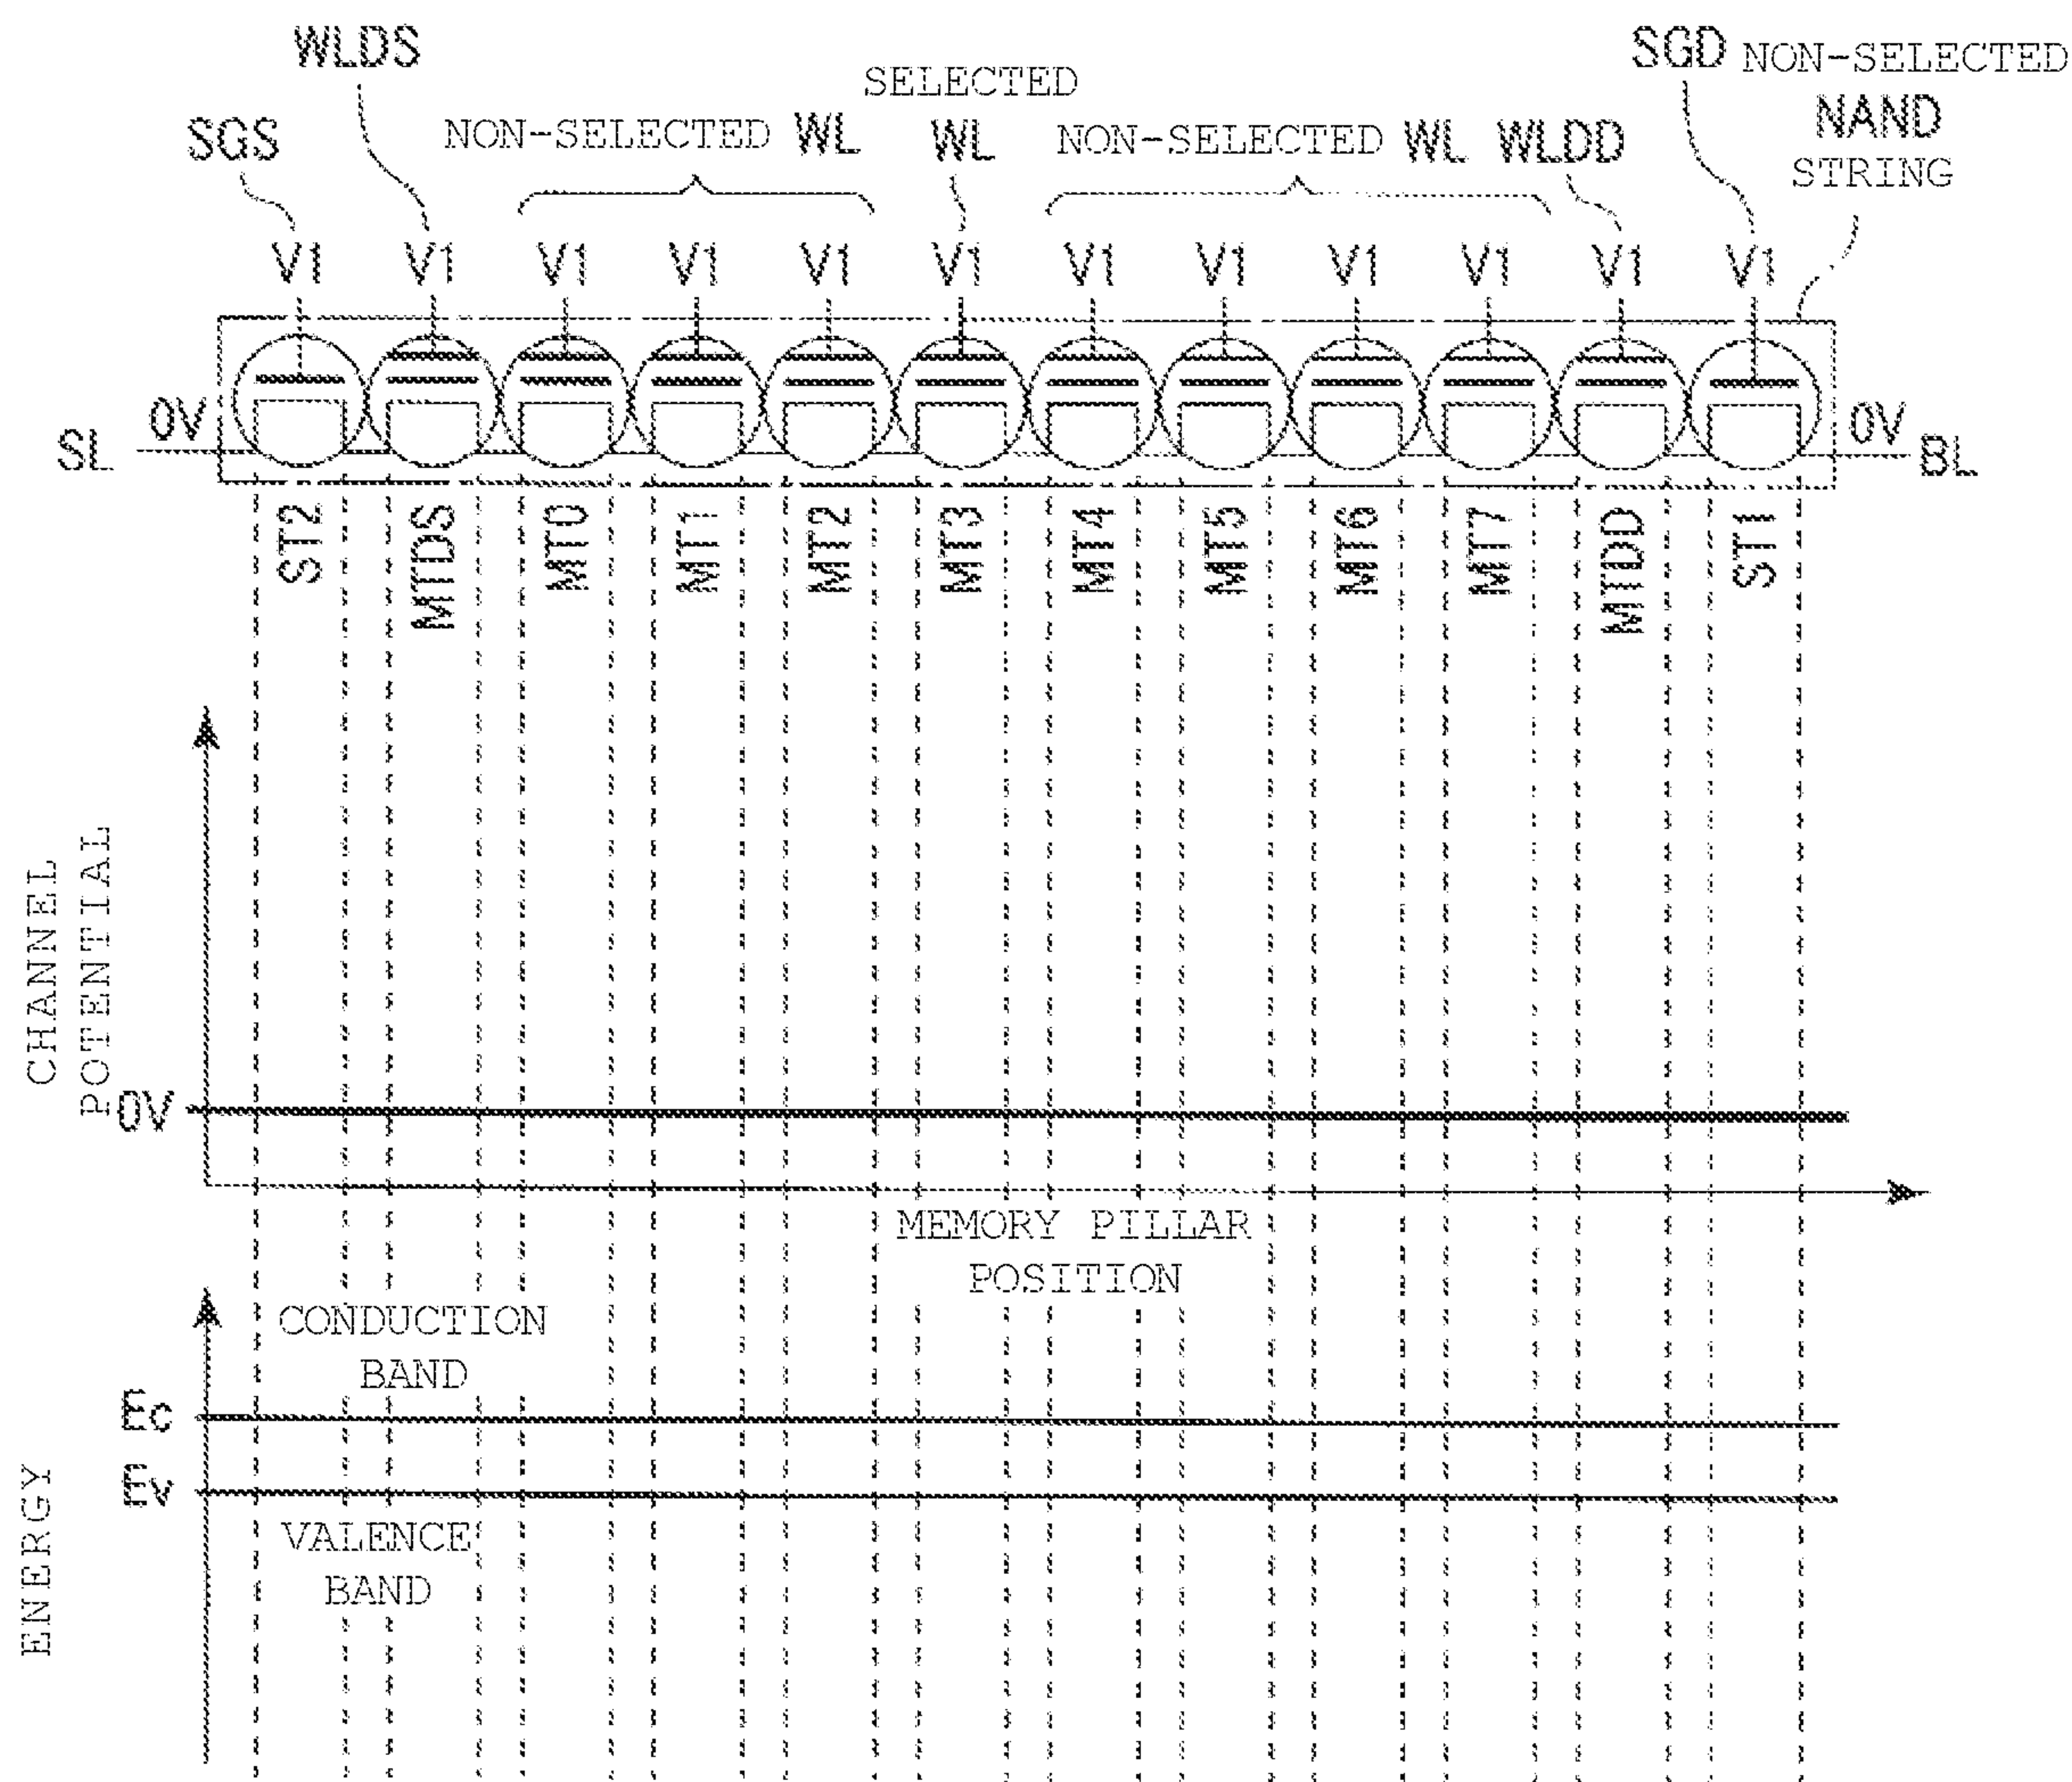 WLDS
SGD NON-SELECTED
NAND
STRING
SELECTED
SGS
NON-SELECTED WL
WL
NON-SELECTED WL
WLDD
V1 V1 V1 V1 V1 V1 V1 V1 V1 V1 V1 V1
SL
0V
0V
BL
ST2
MTDS
MT0
MT1
MT2
MT3
MT4
MT5
MT6
MT7
MTDD
ST1
CHANNEL
POTENTIAL
0V
MEMORY PILLAR
POSITION
ENERGY
CONDUCTION
BAND
Ec
Ev
VALENCE
BAND